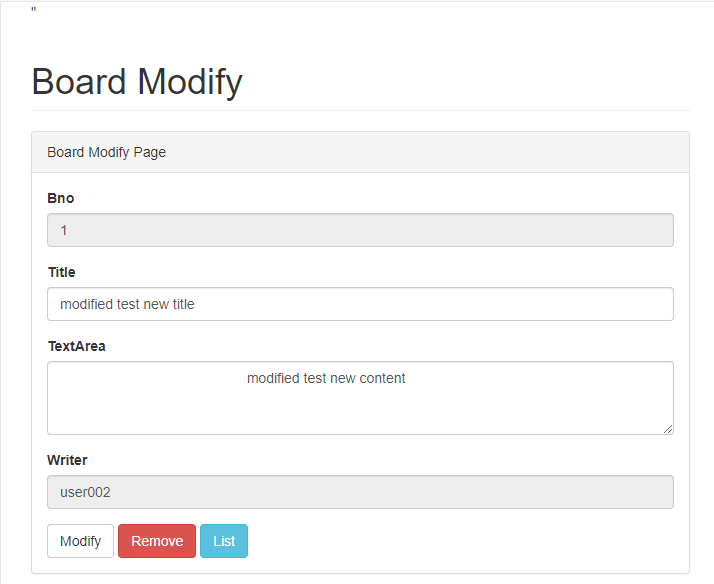 "
Board Modify
Board Modify Page
Bno
1
Title
modified test new title
TextArea
modified test new content
Writer
user002
Modify Remove List